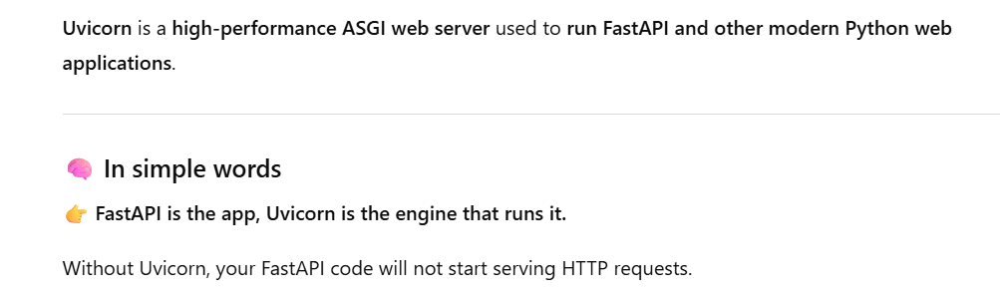 Uvicorn is a high-performance ASGI web server used to run FastAPI and other modern Python web
applications.
🧠 In simple words
👉 FastAPI is the app, Uvicorn is the engine that runs it.
Without Uvicorn, your FastAPI code will not start serving HTTP requests.